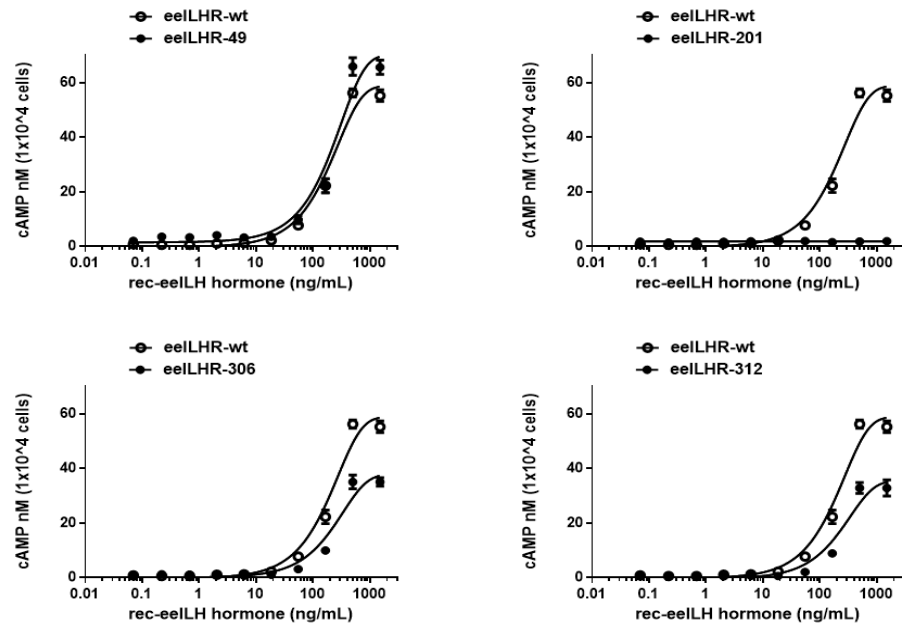 eelLHR-wt
eelLHR-49
cAMP nM (1x10^4 cells)
60
40
20
0
0.01 0.1 1 10 100 1000
rec-eelLH hormone (ng/mL)
eelLHR-wt
eelLHR-201
cAMP nM (1x10^4 cells)
60
40
20
0
0.01 0.1 1 10 100 1000
rec-eelLH hormone (ng/mL)
eelLHR-wt
eelLHR-306
cAMP nM (1x10^4 cells)
60
40
20
0
0.01 0.1 1 10 100 1000
rec-eelLH hormone (ng/mL)
eelLHR-wt
eelLHR-312
cAMP nM (1x10^4 cells)
60
40
20
0
0.01 0.1 1 10 100 1000
rec-eelLH hormone (ng/mL)